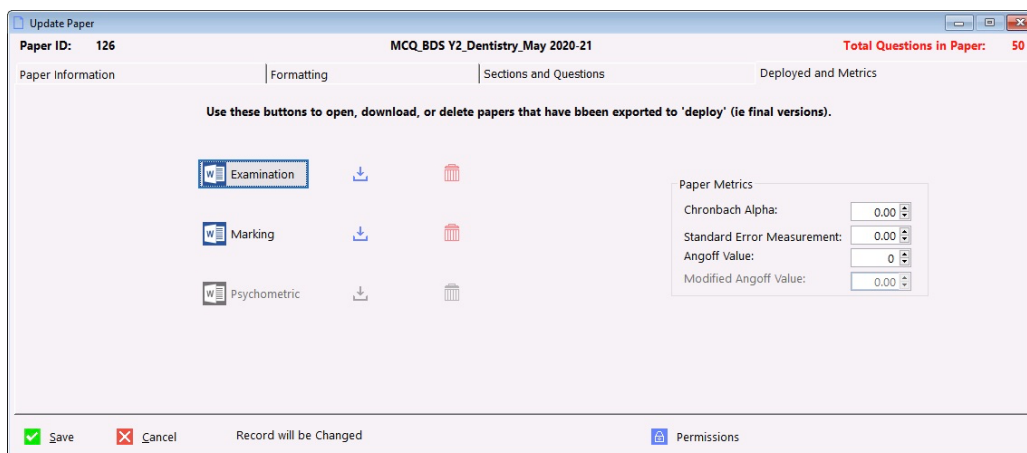 Update Paper
Paper ID: 126 MCQ_BDS Y2_Dentistry_May 2020-21 Total Questions in Paper: 50
Paper Information Formatting Sections and Questions Deployed and Metrics
Use these buttons to open, download, or delete papers that have bbeen exported to 'deploy' (ie final versions).
Examination
Marking
Psychometric
Paper Metrics
Chronbach Alpha: 0.00
Standard Error Measurement: 0.00
Angoff Value: 0
Modified Angoff Value: 0.00
Save Cancel Record will be Changed Permissions